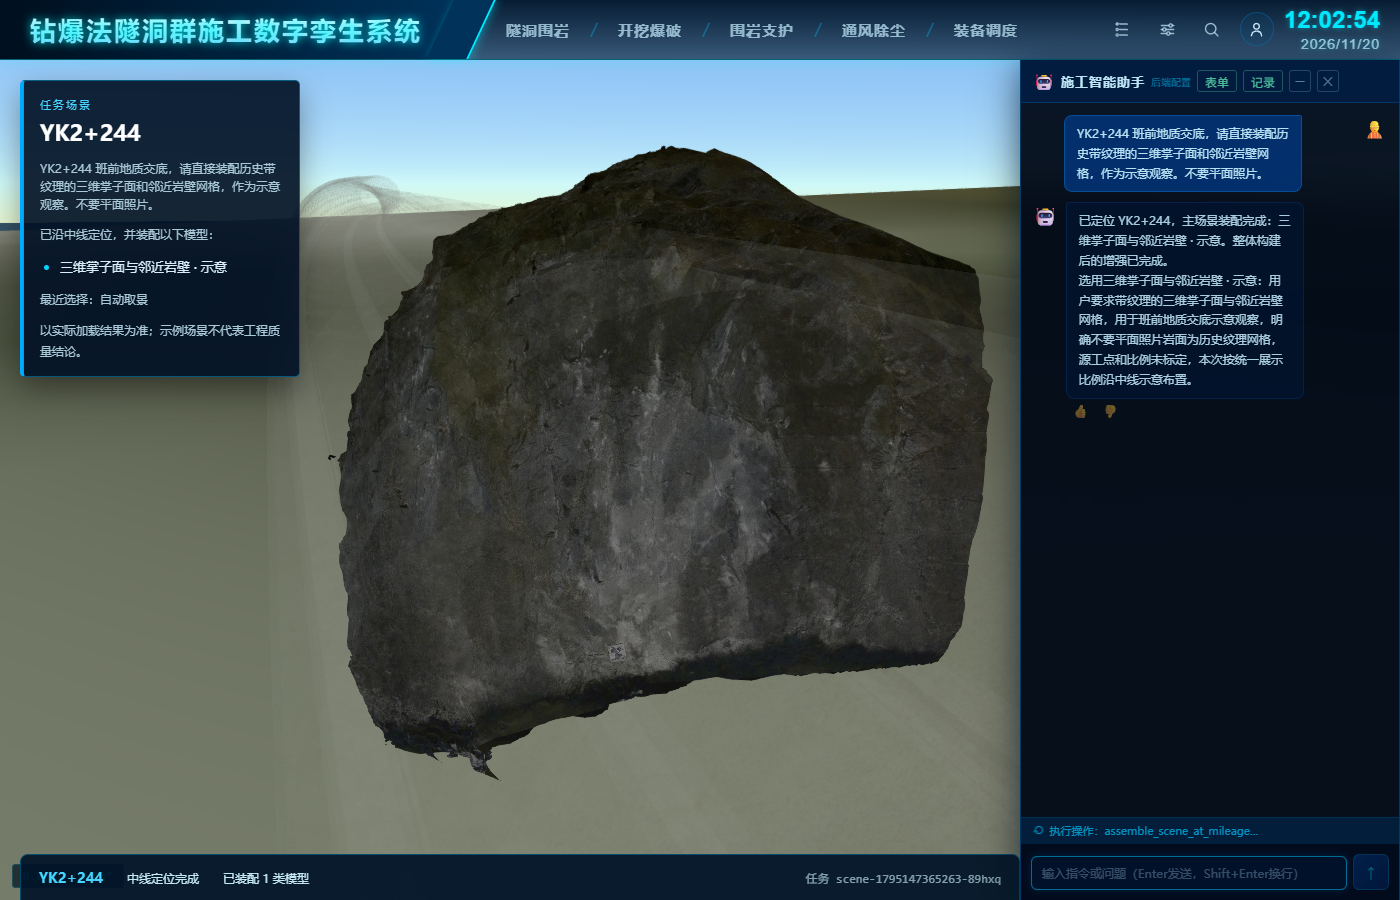 钻爆法隧洞群施工数字孪生系统
隧洞围岩 / 开挖爆破 / 围岩支护 / 通风除尘 / 装备调度
12:02:54
2026/11/20
任务场景
YK2+244
YK2+244 班前地质交底，请直接装配历史带
纹理的三维掌子面和邻近岩壁网格，作为示意
观察。不要平面照片。
已沿中线定位，并装配以下模型：
三维掌子面与邻近岩壁 · 示意
最近选择：自动取景
以实际加载结果为准；示例场景不代表工程质
量结论。
施工智能助手 后端配置 表单 记录
YK2+244 班前地质交底，请直接装配历
史带纹理的三维掌子面和邻近岩壁网
格，作为示意观察。不要平面照片。
已定位 YK2+244，主场景装配完成：三
维掌子面与邻近岩壁 · 示意。整体构建
后的增强已完成。
选用三维掌子面与邻近岩壁 · 示意：用
户要求带纹理的三维掌子面与邻近岩壁
网格，用于班前地质交底示意观察，明
确不要平面照片岩面为历史纹理网格，
源工点和比例未标定，本次按统一展示
比例沿中线示意布置。
执行操作：assemble_scene_at_mileage...
输入指令或问题（Enter发送，Shift+Enter换行）
YK2+244 中线定位完成 已装配 1 类模型
任务 scene-1795147365263-89hxq